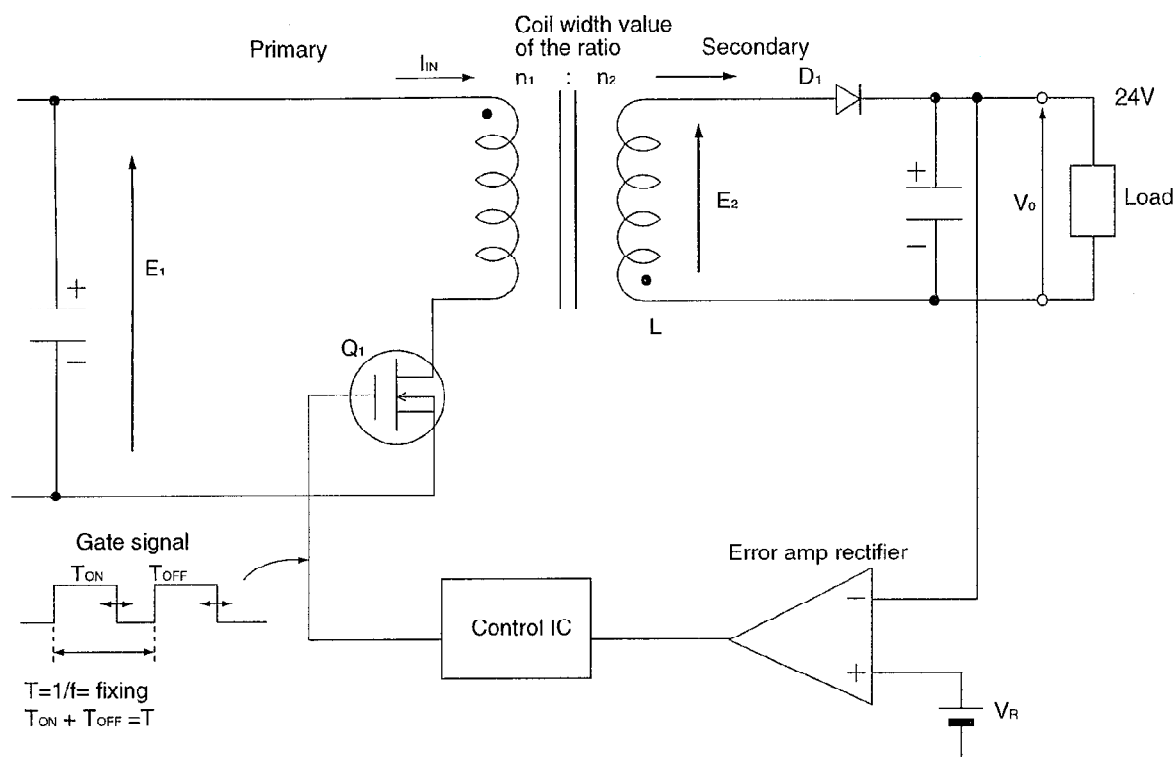 Coil width value
of the ratio
Primary
Secondary
IIN
n1 : n2
D1
24V
+
E1
−
E2
+
−
Vo
Load
L
Q1
Gate signal
TON TOFF
Error amp rectifier
Control IC
−
+
VR
T=1/f= fixing
TON + TOFF =T